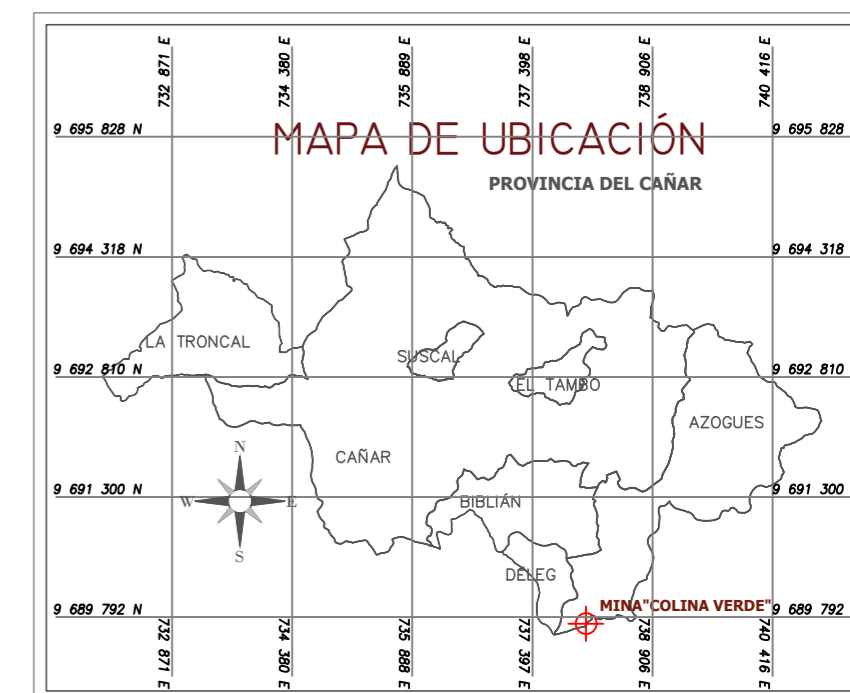 732 871 E
734 380 E
735 889 E
737 398 E
738 906 E
740 416 E
9 695 828 N
9 695 828
MAPA DE UBICACIÓN
PROVINCIA DEL CAÑAR
9 694 318 N
9 694 318
LA TRONCAL
SUSCAL
9 692 810 N
9 692 810
EL TAMBO
AZOGUES
CAÑAR
N
9 691 300 N
9 691 300
W
E
BIBLIÁN
S
DÉLEG
MINA"COLINA VERDE"
9 689 792 N
9 689 792
732 871 E
734 380 E
735 888 E
737 397 E
738 906 E
740 416 E